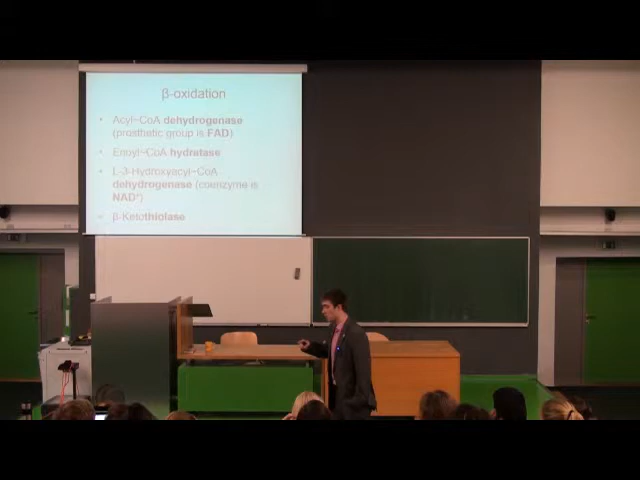 β-oxidation
• Acyl~CoA dehydrogenase
(prosthetic group is FAD)
• Enoyl~CoA hydratase
• L-3-Hydroxyacyl~CoA
dehydrogenase (coenzyme is
NAD⁺)
• β-Ketothiolase